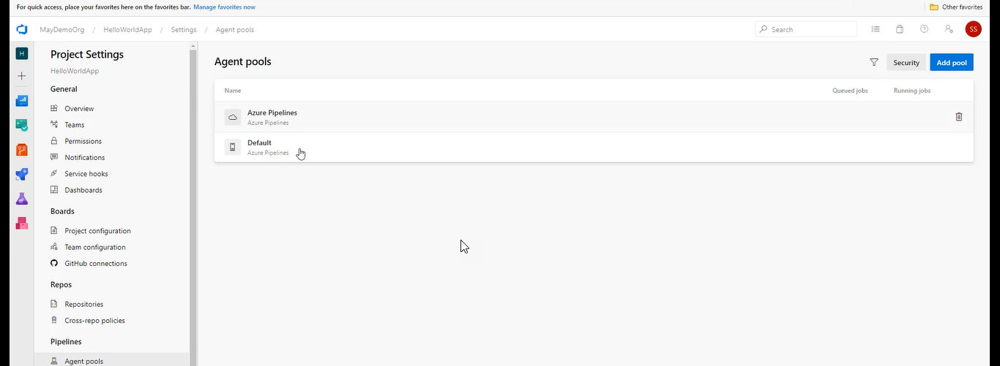 For quick access, place your favorites here on the favorites bar. Manage favorites now
Other favorites
MayDemoOrg / HelloWorldApp / Settings / Agent pools
Search
SS
H
Project Settings
HelloWorldApp
General
Overview
Teams
Permissions
Notifications
Service hooks
Dashboards
Boards
Project configuration
Team configuration
GitHub connections
Repos
Repositories
Cross-repo policies
Pipelines
Agent pools
Agent pools
Security
Add pool
Name Queued jobs Running jobs
Azure Pipelines
Azure Pipelines
Default
Azure Pipelines